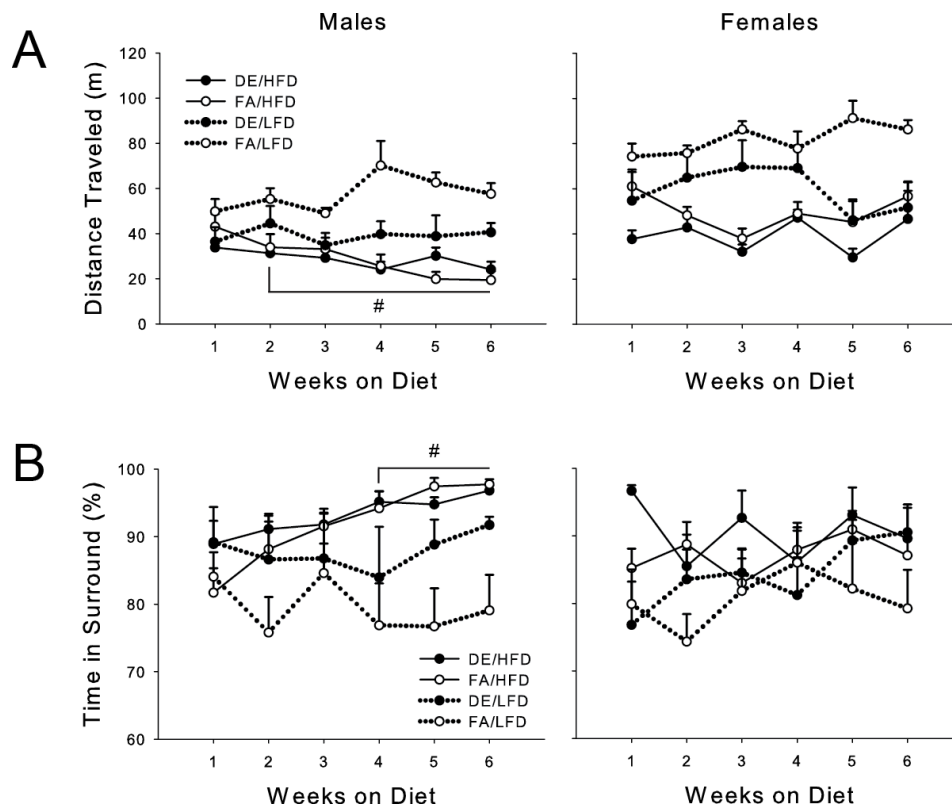 A
Males
Females
Distance Traveled (m)
120
100
80
60
40
20
0
DE/HFD
FA/HFD
DE/LFD
FA/LFD
#
1 2 3 4 5 6
1 2 3 4 5 6
Weeks on Diet
Weeks on Diet
B
Time in Surround (%)
100
90
80
70
60
#
DE/HFD
FA/HFD
DE/LFD
FA/LFD
1 2 3 4 5 6
1 2 3 4 5 6
Weeks on Diet
Weeks on Diet